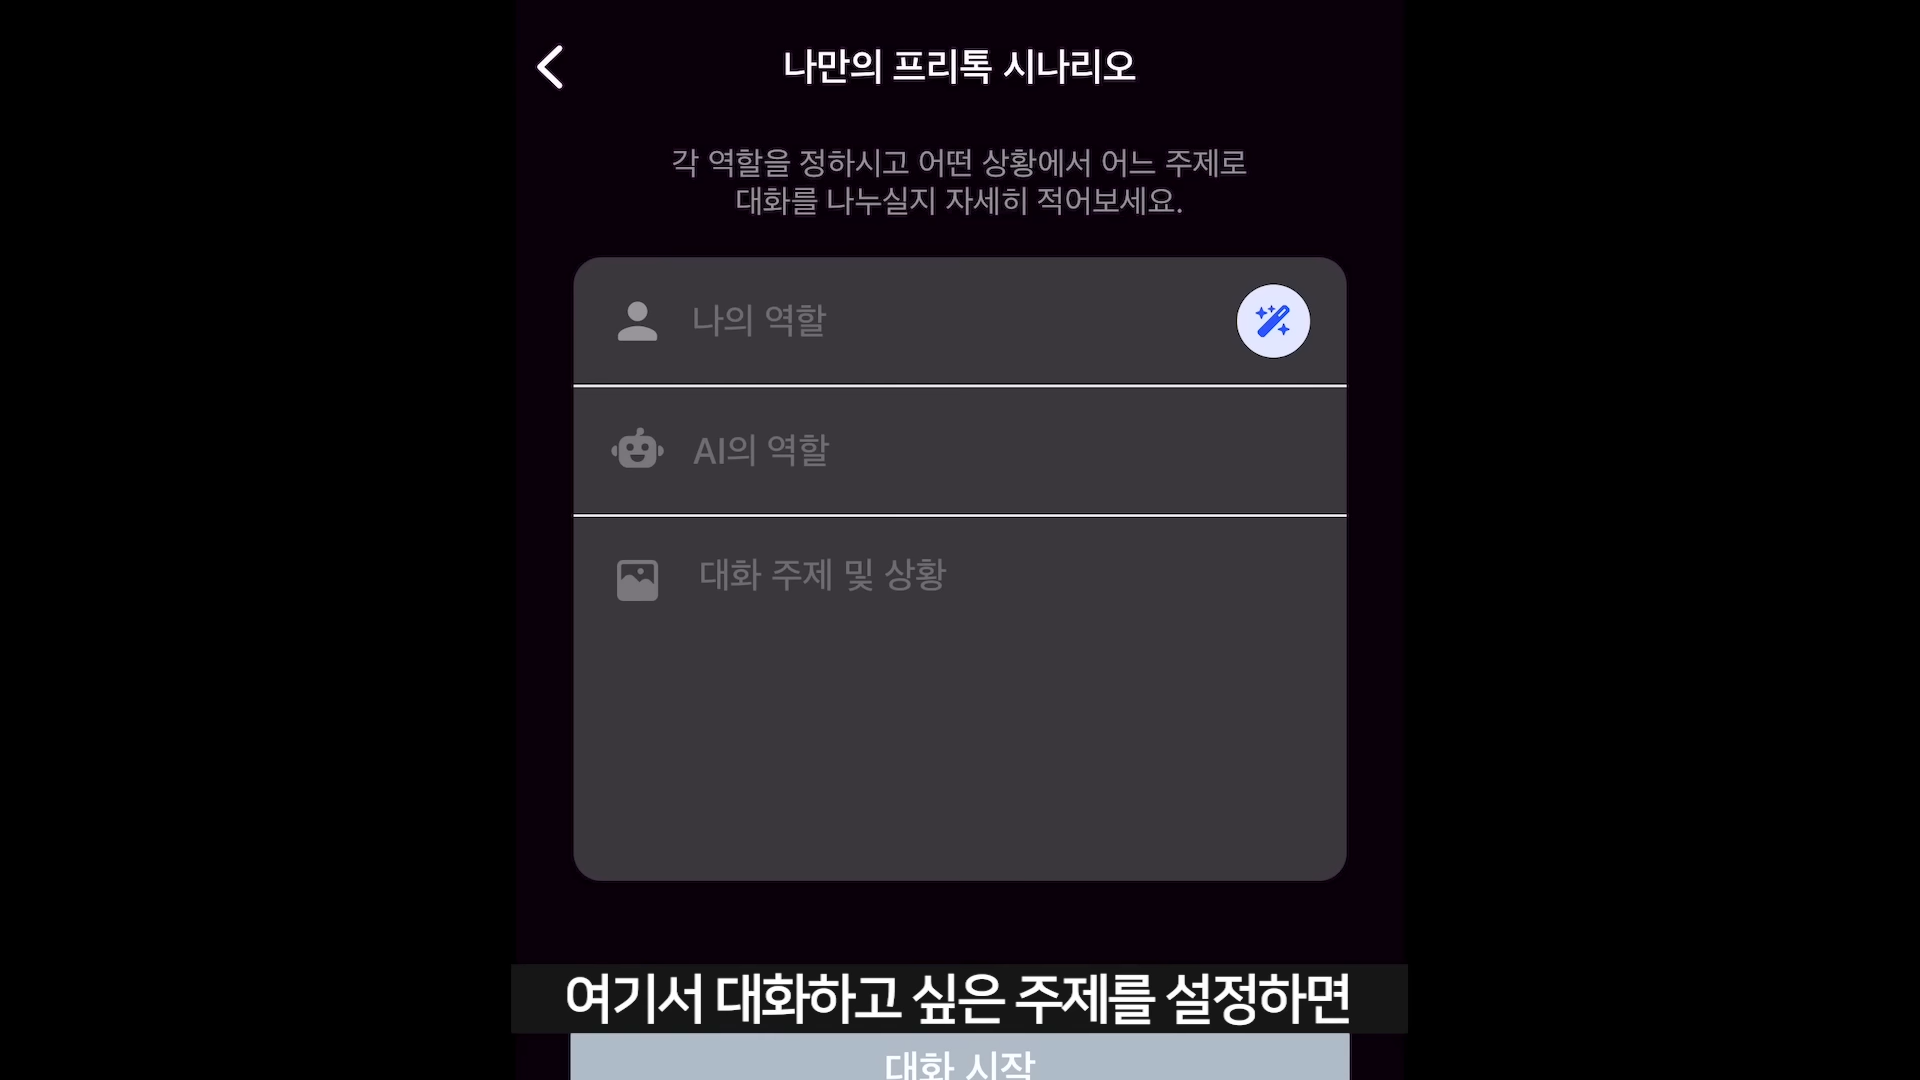 나만의 프리톡 시나리오
각 역할을 정하시고 어떤 상황에서 어느 주제로
대화를 나누실지 자세히 적어보세요.
나의 역할
AI의 역할
대화 주제 및 상황
여기서 대화하고 싶은 주제를 설정하면
대화 시작